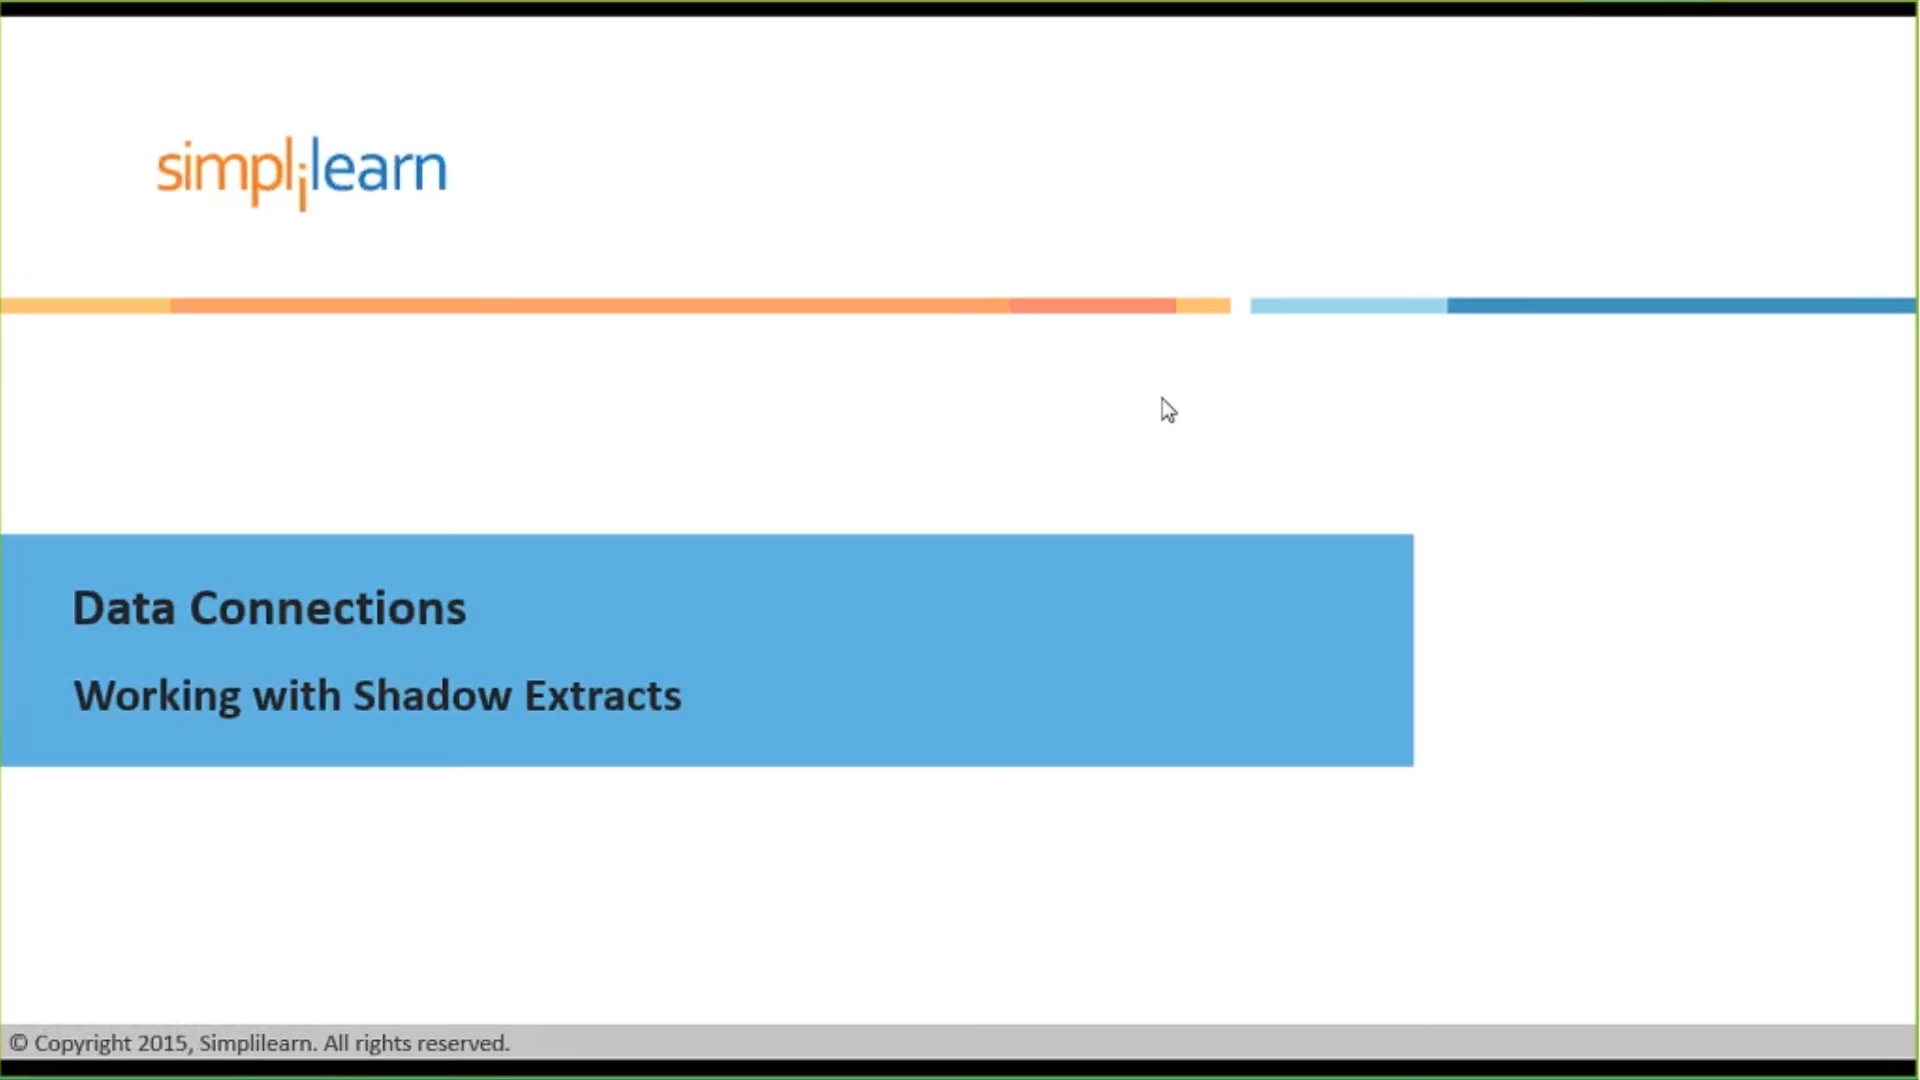 simplilearn
Data Connections
Working with Shadow Extracts
© Copyright 2015, Simplilearn. All rights reserved.